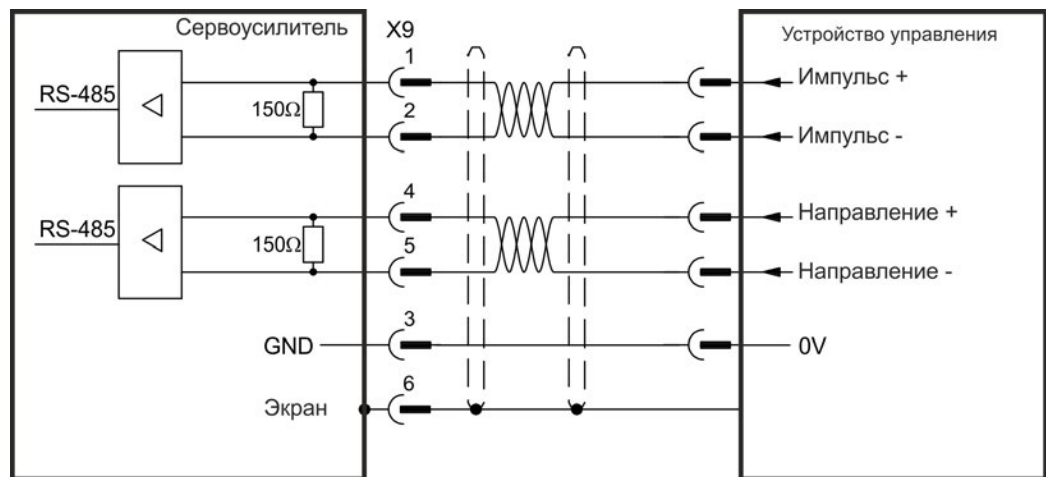 Сервоусилитель
X9
Устройство управления
1
Импульс +
RS-485
150Ω
2
Импульс -
4
Направление +
RS-485
150Ω
5
Направление -
3
GND
0V
6
Экран